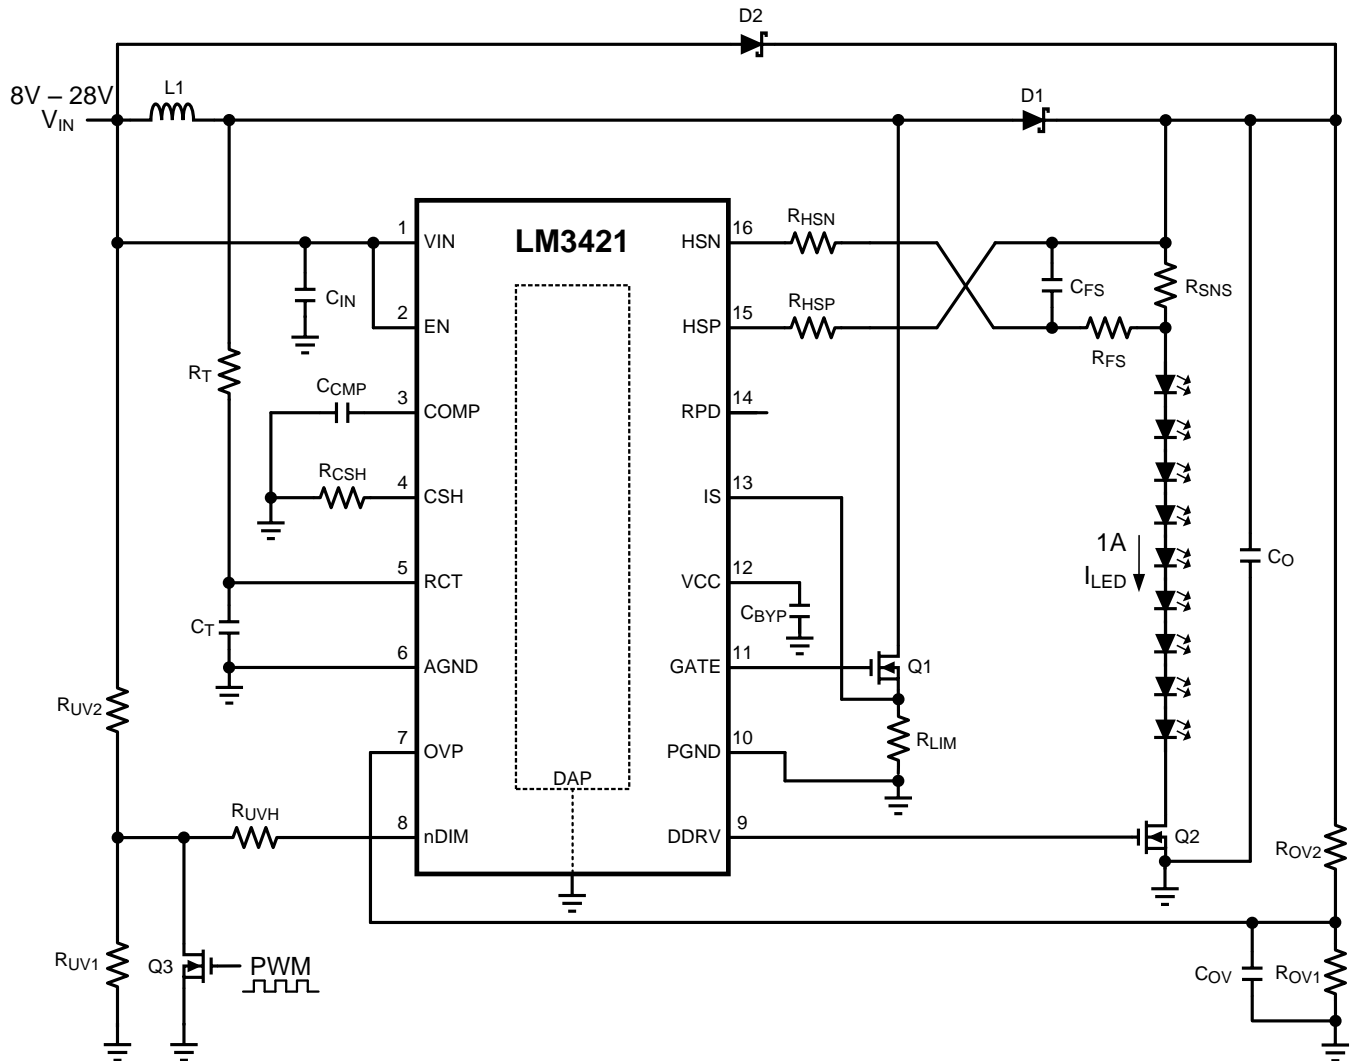 D2
8V – 28V
VIN
L1
D1
LM3421
1
VIN
HSN
16
RHSN
CIN
2
EN
HSP
15
RHSP
CFS
RSNS
RFS
RT
CCMP
3
COMP
RPD
14
RCSH
4
CSH
IS
13
1A
ILED
CO
5
RCT
VCC
12
CBYP
CT
6
AGND
GATE
11
Q1
RUV2
7
OVP
PGND
10
RLIM
DAP
RUVH
8
nDIM
DDRV
9
Q2
ROV2
RUV1
Q3
PWM
COV
ROV1